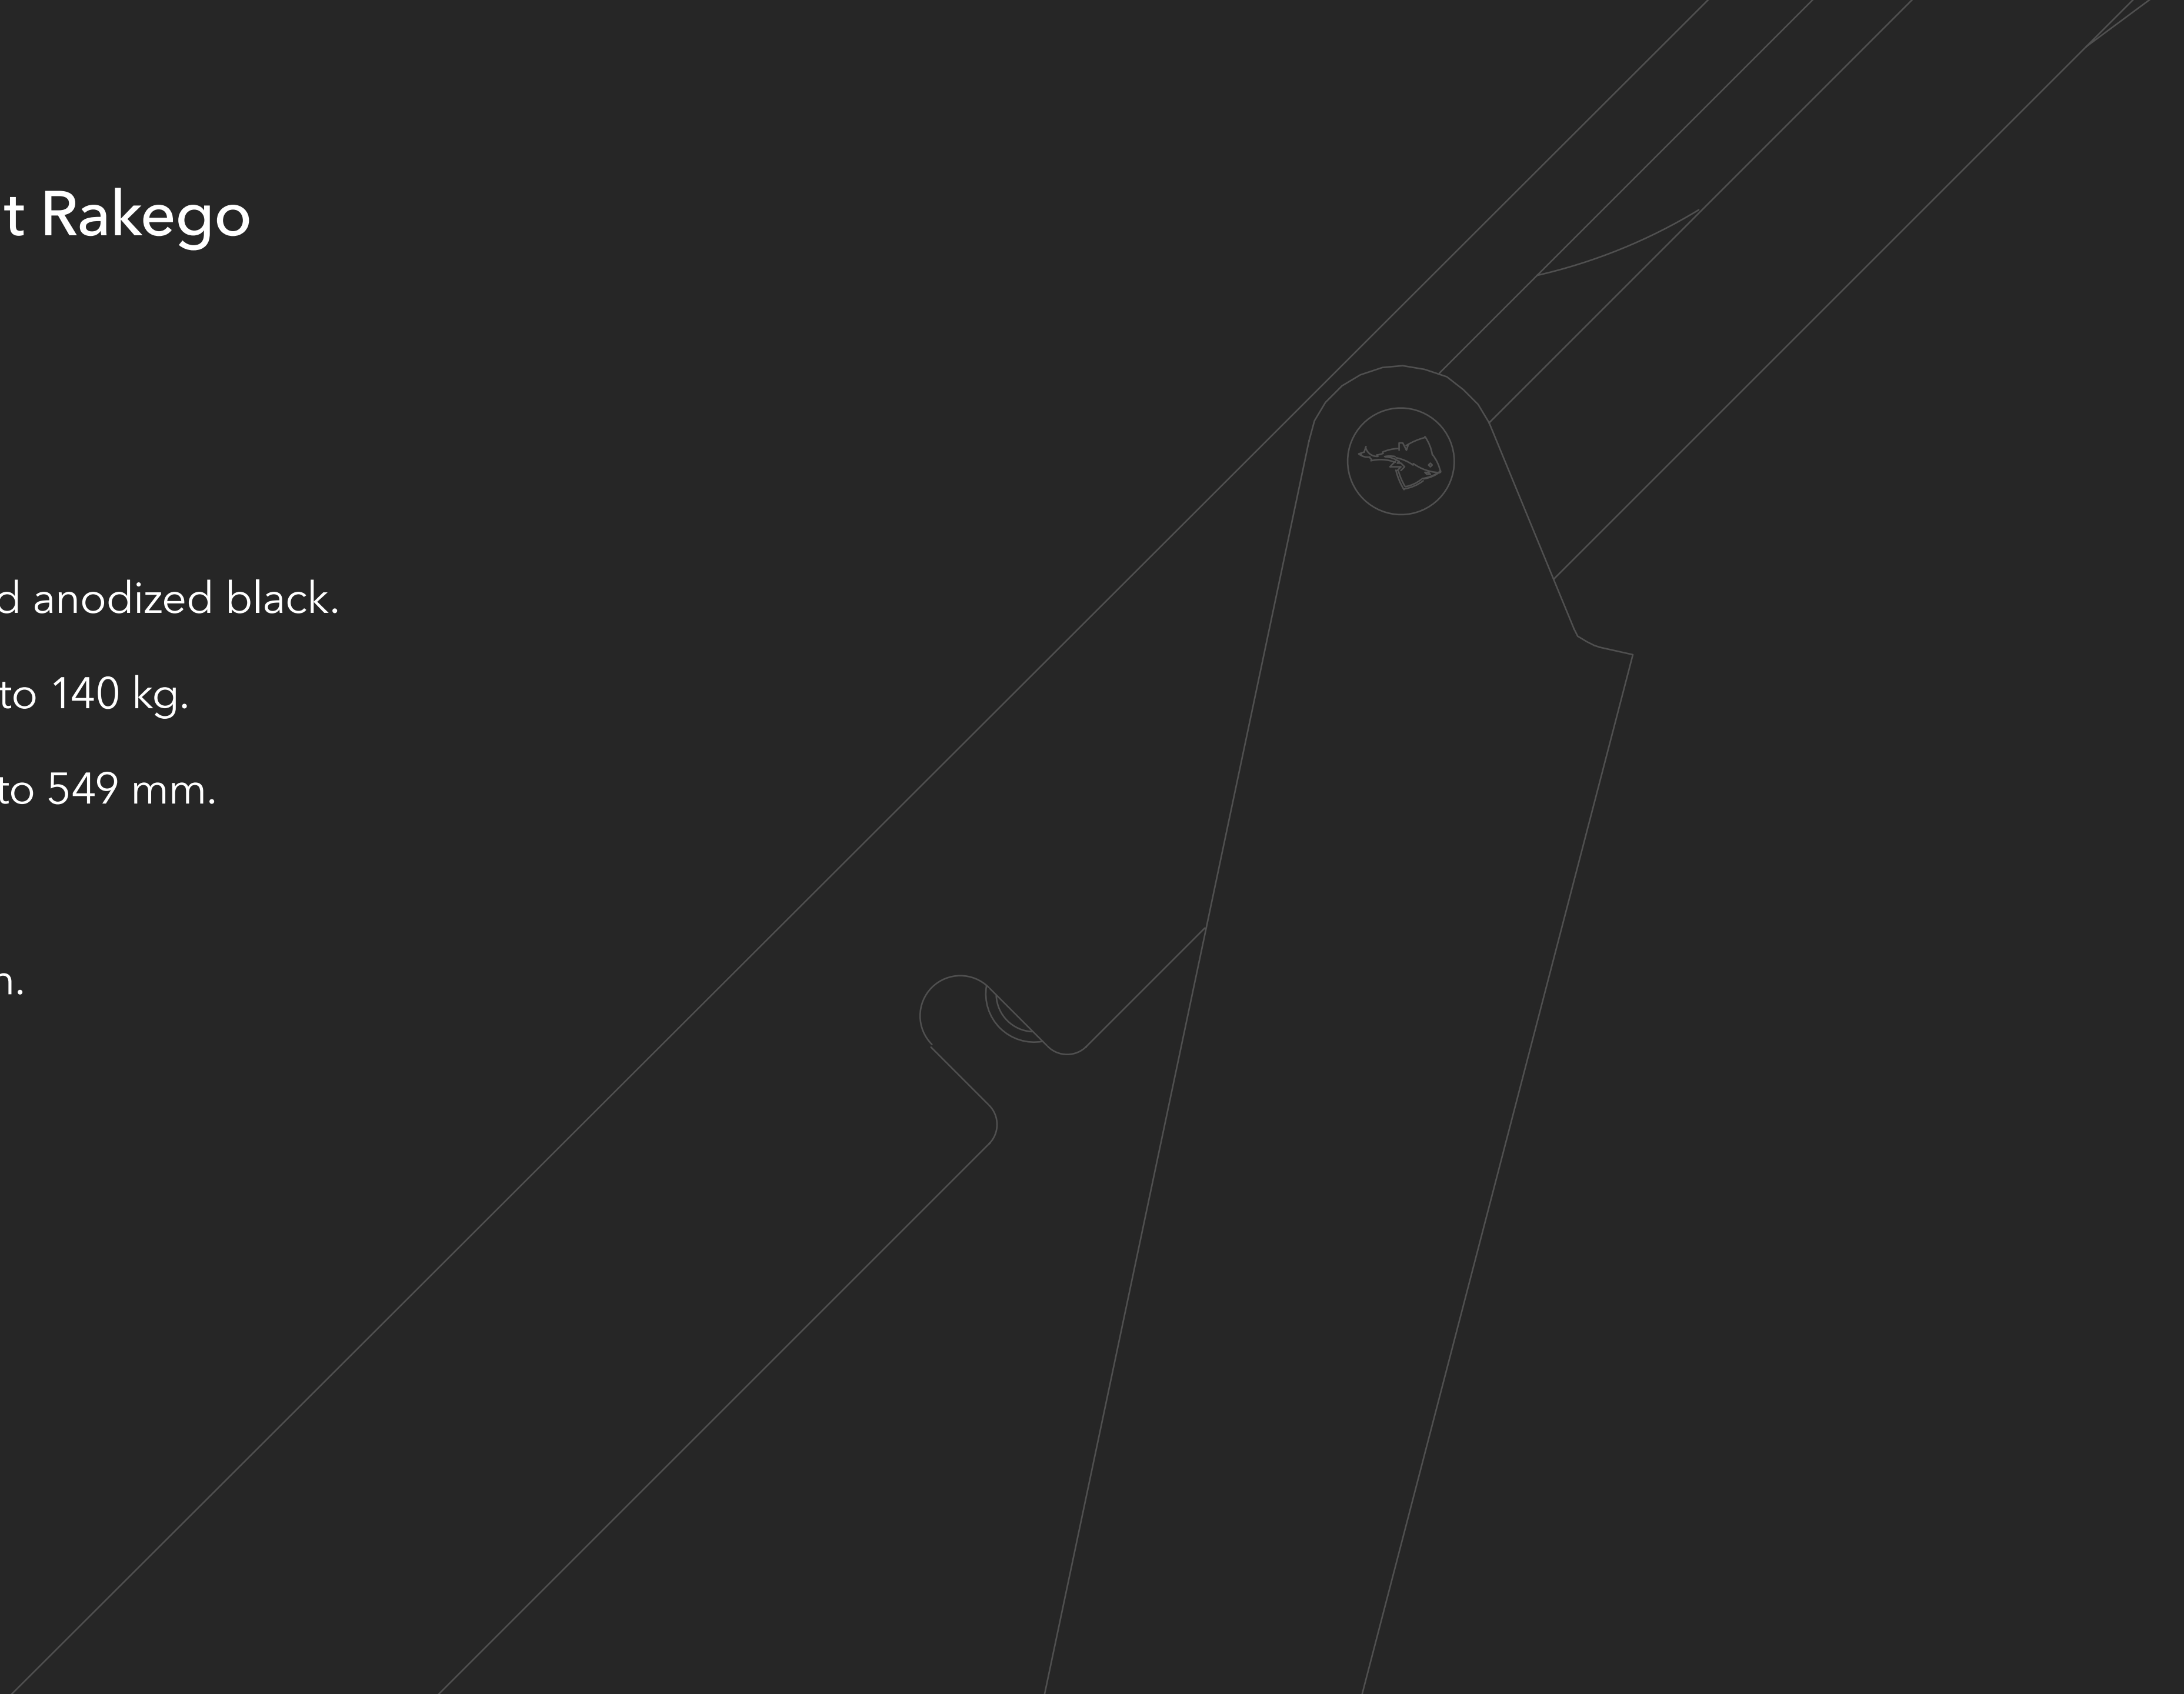 t Rakego
d anodized black.
to 140 kg.
to 549 mm.
n.